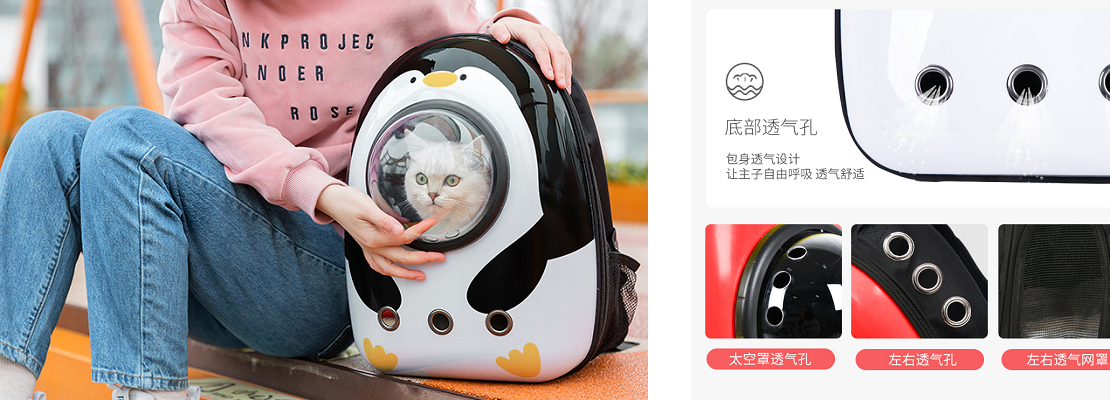 NKPROJEC
UNDER
ROSE
底部透气孔
包身透气设计
让主子自由呼吸 透气舒适
太空罩透气孔
左右透气孔
左右透气网罩